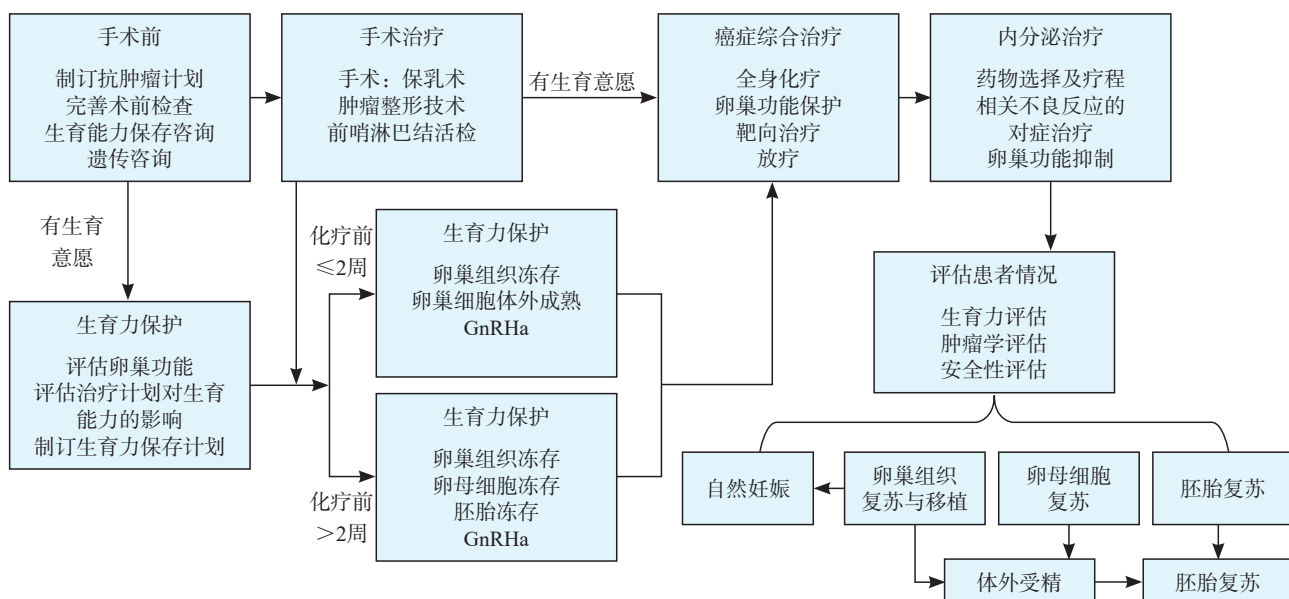 手术前
制订抗肿瘤计划
完善术前检查
生育能力保存咨询
遗传咨询
手术治疗
手术：保乳术
肿瘤整形技术
前哨淋巴结活检
有生育意愿
癌症综合治疗
全身化疗
卵巢功能保护
靶向治疗
放疗
内分泌治疗
药物选择及疗程
相关不良反应的
对症治疗
卵巢功能抑制
有生育
意愿
生育力保护
评估卵巢功能
评估治疗计划对生育
能力的影响
制订生育力保存计划
化疗前
≤2周
生育力保护
卵巢组织冻存
卵巢细胞体外成熟
GnRHa
化疗前
＞2周
生育力保护
卵巢组织冻存
卵母细胞冻存
胚胎冻存
GnRHa
评估患者情况
生育力评估
肿瘤学评估
安全性评估
自然妊娠
卵巢组织
复苏与移植
卵母细胞
复苏
胚胎复苏
体外受精
胚胎复苏